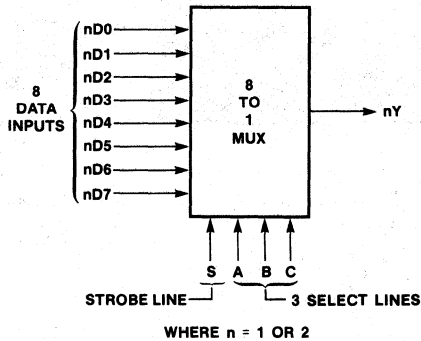 nD0
nD1
nD2
nD3
nD4
nD5
nD6
nD7
8
DATA
INPUTS
8
TO
1
MUX
nY
S A B C
STROBE LINE
3 SELECT LINES
WHERE n = 1 OR 2